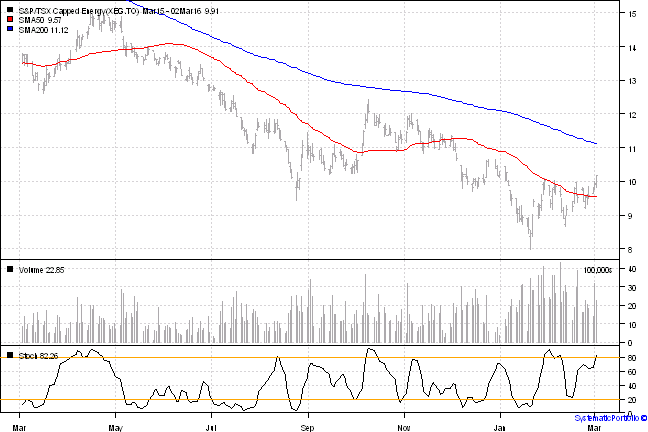 S&P/TSX Capped Energy(XEG.TO) Mar15 - 02Mar16 9.91
SMA50 9.57
SMA200 11.12
15
14
13
12
11
10
9
8
Volume 22.85
100,000s
40
30
20
10
0
Stoch 82.26
80
60
40
20
0
Mar May Jul Sep Nov Jan Mar
SystematicPortfolio ©